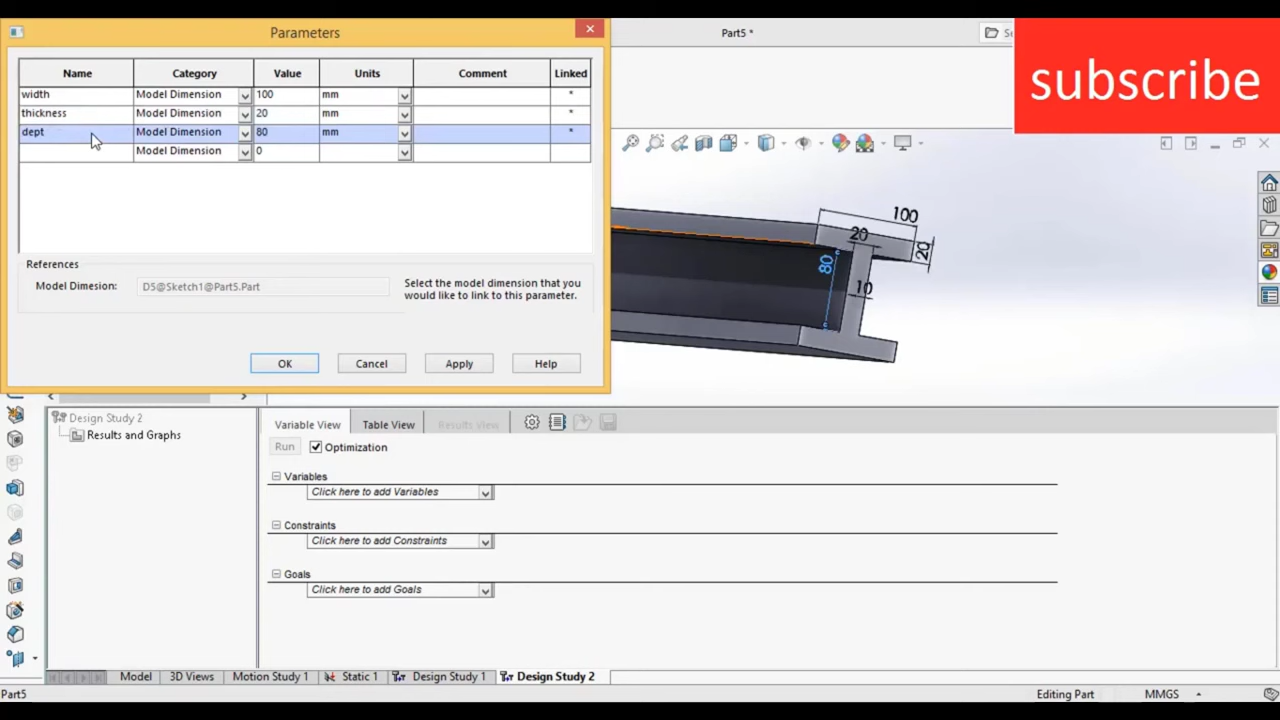 Parameters
Part5 *
subscribe
Name Category Value Units Comment Linked
width Model Dimension 100 mm *
thickness Model Dimension 20 mm *
dept Model Dimension 80 mm *
Model Dimension 0
100
20
20
80
10
References
Model Dimesion: D5@Sketch1@Part5.Part
Select the model dimension that you
would like to link to this parameter.
OK Cancel Apply Help
Design Study 2
Results and Graphs
Variable View Table View Results View
Run Optimization
Variables
Click here to add Variables
Constraints
Click here to add Constraints
Goals
Click here to add Goals
Model 3D Views Motion Study 1 Static 1 Design Study 1 Design Study 2
Part5 Editing Part MMGS